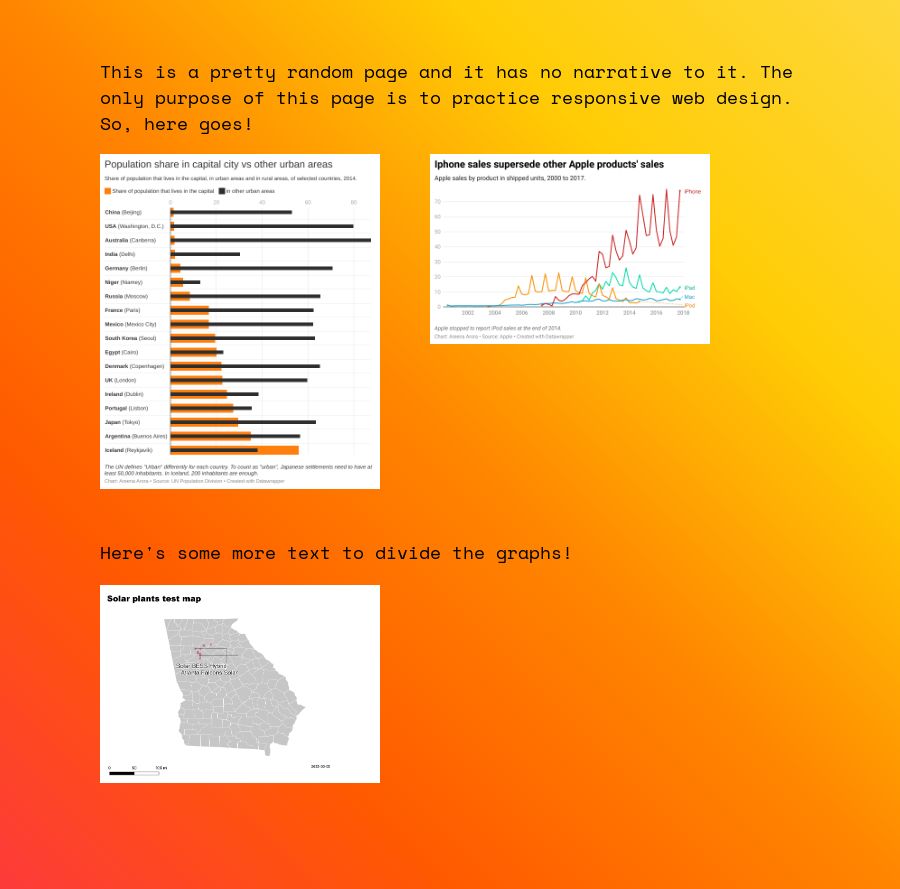 This is a pretty random page and it has no narrative to it. The
only purpose of this page is to practice responsive web design.
So, here goes!
Population share in capital city vs other urban areas
Share of population that lives in the capital, in urban areas and in rural areas, of selected countries, 2014.
Share of population that lives in the capital In other urban areas
0 20 40 60 80
China (Beijing)
USA (Washington, D.C.)
Australia (Canberra)
India (Delhi)
Germany (Berlin)
Niger (Niamey)
Russia (Moscow)
France (Paris)
Mexico (Mexico City)
South Korea (Seoul)
Egypt (Cairo)
Denmark (Copenhagen)
UK (London)
Ireland (Dublin)
Portugal (Lisbon)
Japan (Tokyo)
Argentina (Buenos Aires)
Iceland (Reykjavik)
The UN defines "Urban" differently for each country. To count as "urban", Japanese settlements need to have at
least 50,000 inhabitants. In Iceland, 200 inhabitants are enough.
Chart: Ameena Arora • Source: UN Population Division • Created with Datawrapper
Iphone sales supersede other Apple products' sales
Apple sales by product in shipped units, 2000 to 2017.
iPhone
70
60
50
40
30
20
10
iPad
Mac
iPod
0
2002 2004 2006 2008 2010 2012 2014 2016 2018
Apple stopped to report iPod sales at the end of 2014.
Chart: Ameena Arora • Source: Apple • Created with Datawrapper
Here's some more text to divide the graphs!
Solar plants test map
Solar BESS Hybrid
Atlanta Falcons Solar
0 50 100 mi